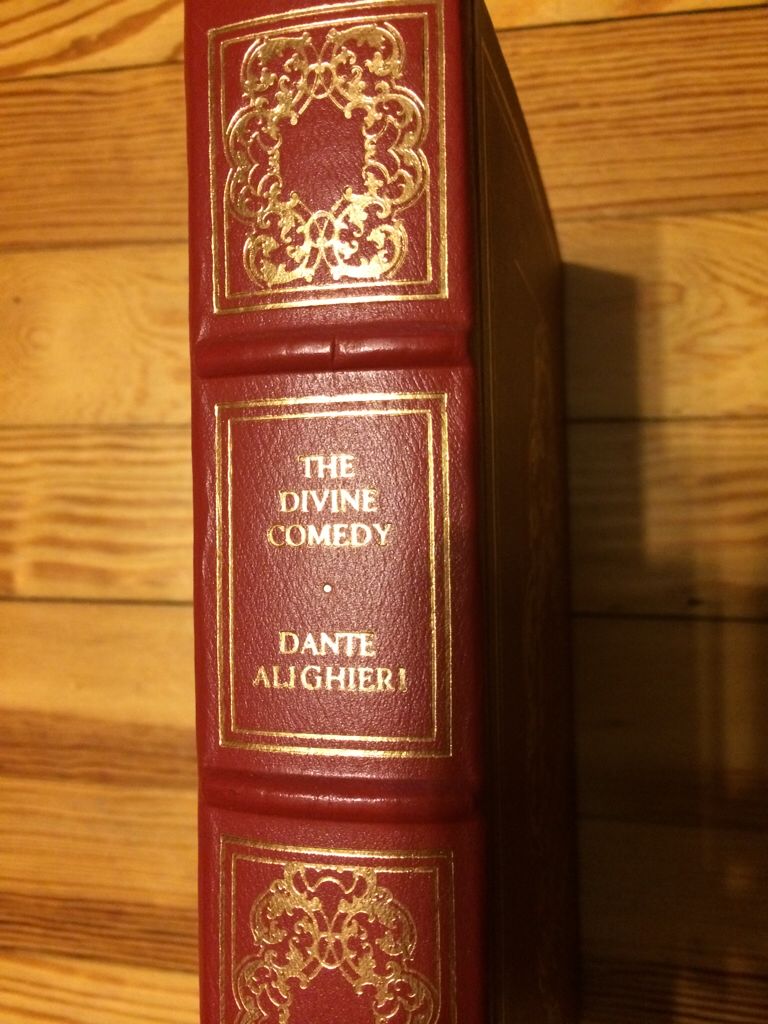 THE
DIVINE
COMEDY
•
DANTE
ALIGHIERI